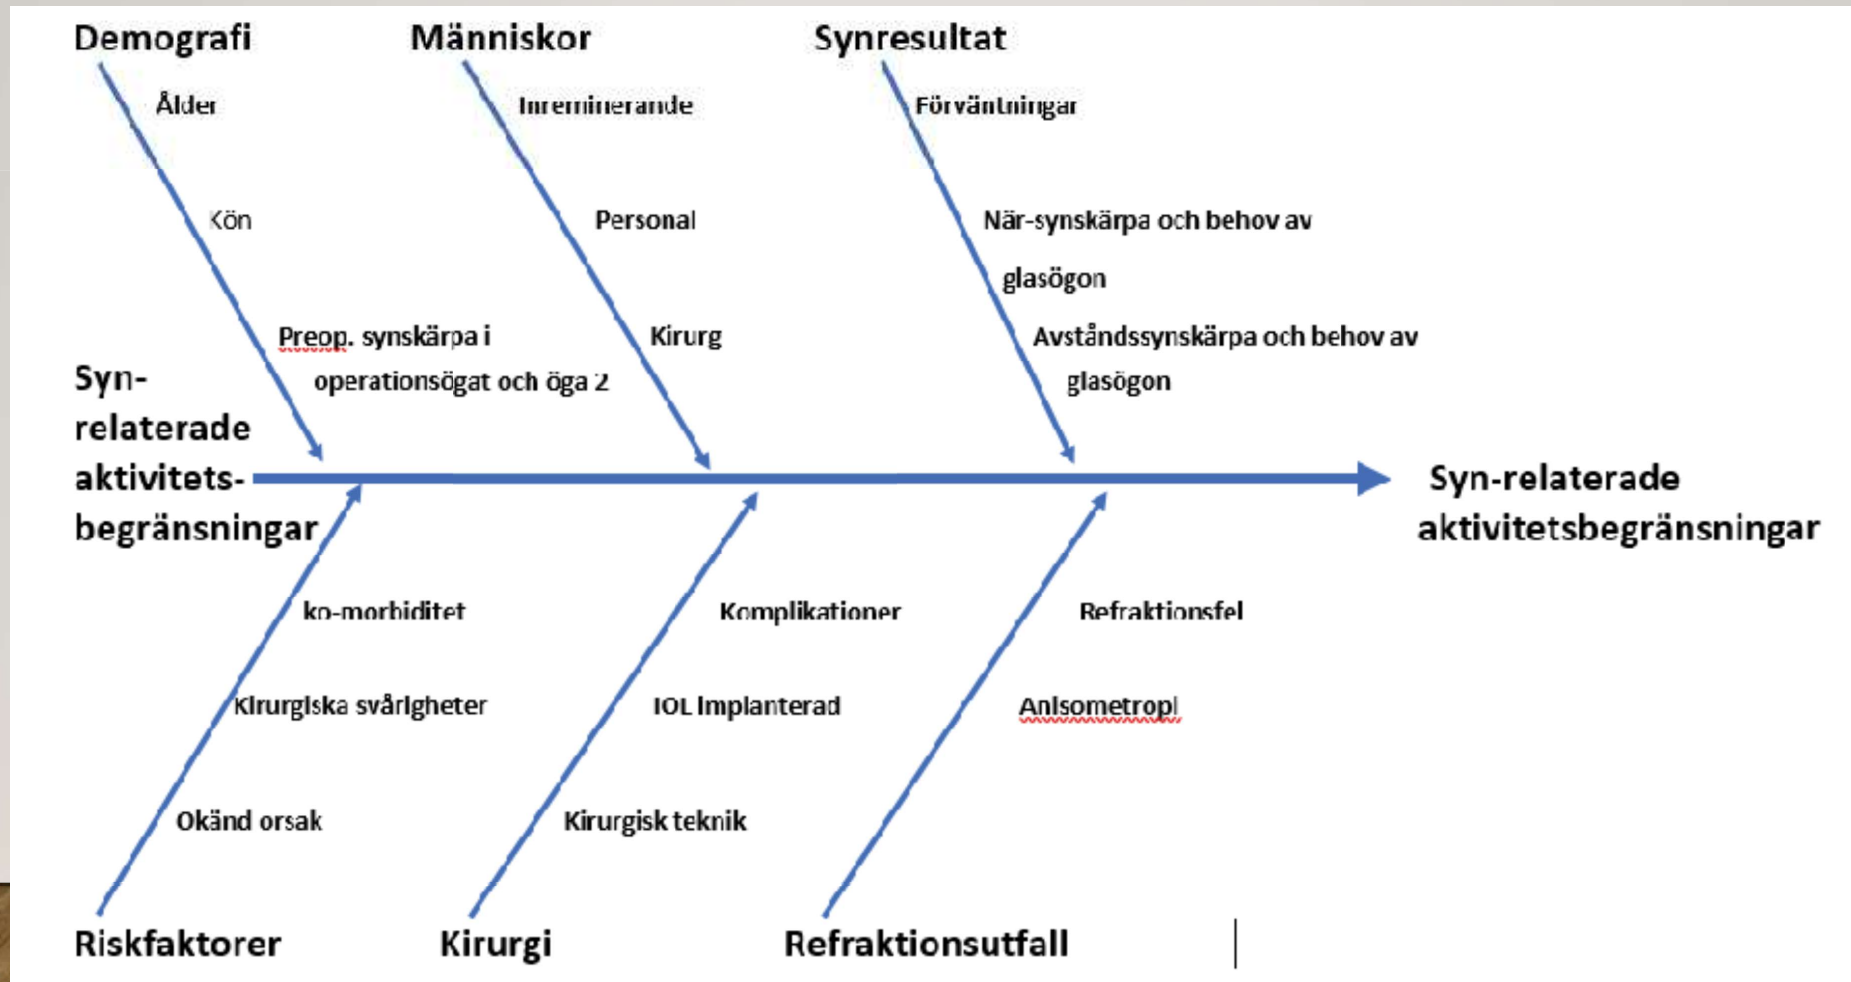 Demografi
Människor
Synresultat
Ålder
Inreminerande
Förväntningar
Kön
Personal
När-synskärpa och behov av
glasögon
Preop. synskärpa i
operationsögat och öga 2
Kirurg
Avståndssynskärpa och behov av
glasögon
Syn-
relaterade
aktivitets-
begränsningar
Syn-relaterade
aktivitetsbegränsningar
ko-morbiditet
Komplikationer
Refraktionsfel
Kirurgiska svårigheter
IOL implanterad
Anisometropi
Okänd orsak
Kirurgisk teknik
Riskfaktorer
Kirurgi
Refraktionsutfall